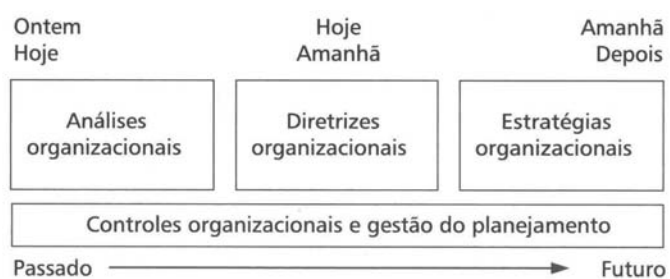 Ontem
Hoje
Hoje
Amanhã
Amanhã
Depois
Análises
organizacionais
Diretrizes
organizacionais
Estratégias
organizacionais
Controles organizacionais e gestão do planejamento
Passado
Futuro